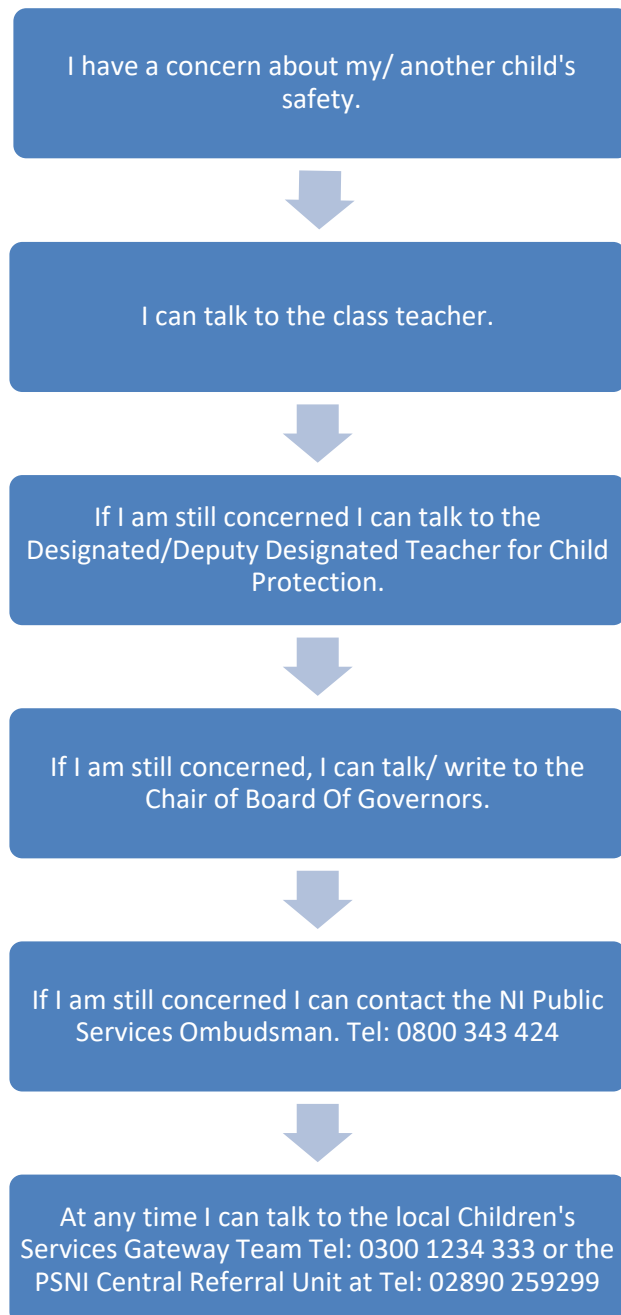 I have a concern about my/ another child's
safety.
I can talk to the class teacher.
If I am still concerned I can talk to the
Designated/Deputy Designated Teacher for Child
Protection.
If I am still concerned, I can talk/ write to the
Chair of Board Of Governors.
If I am still concerned I can contact the NI Public
Services Ombudsman. Tel: 0800 343 424
At any time I can talk to the local Children's
Services Gateway Team Tel: 0300 1234 333 or the
PSNI Central Referral Unit at Tel: 02890 259299